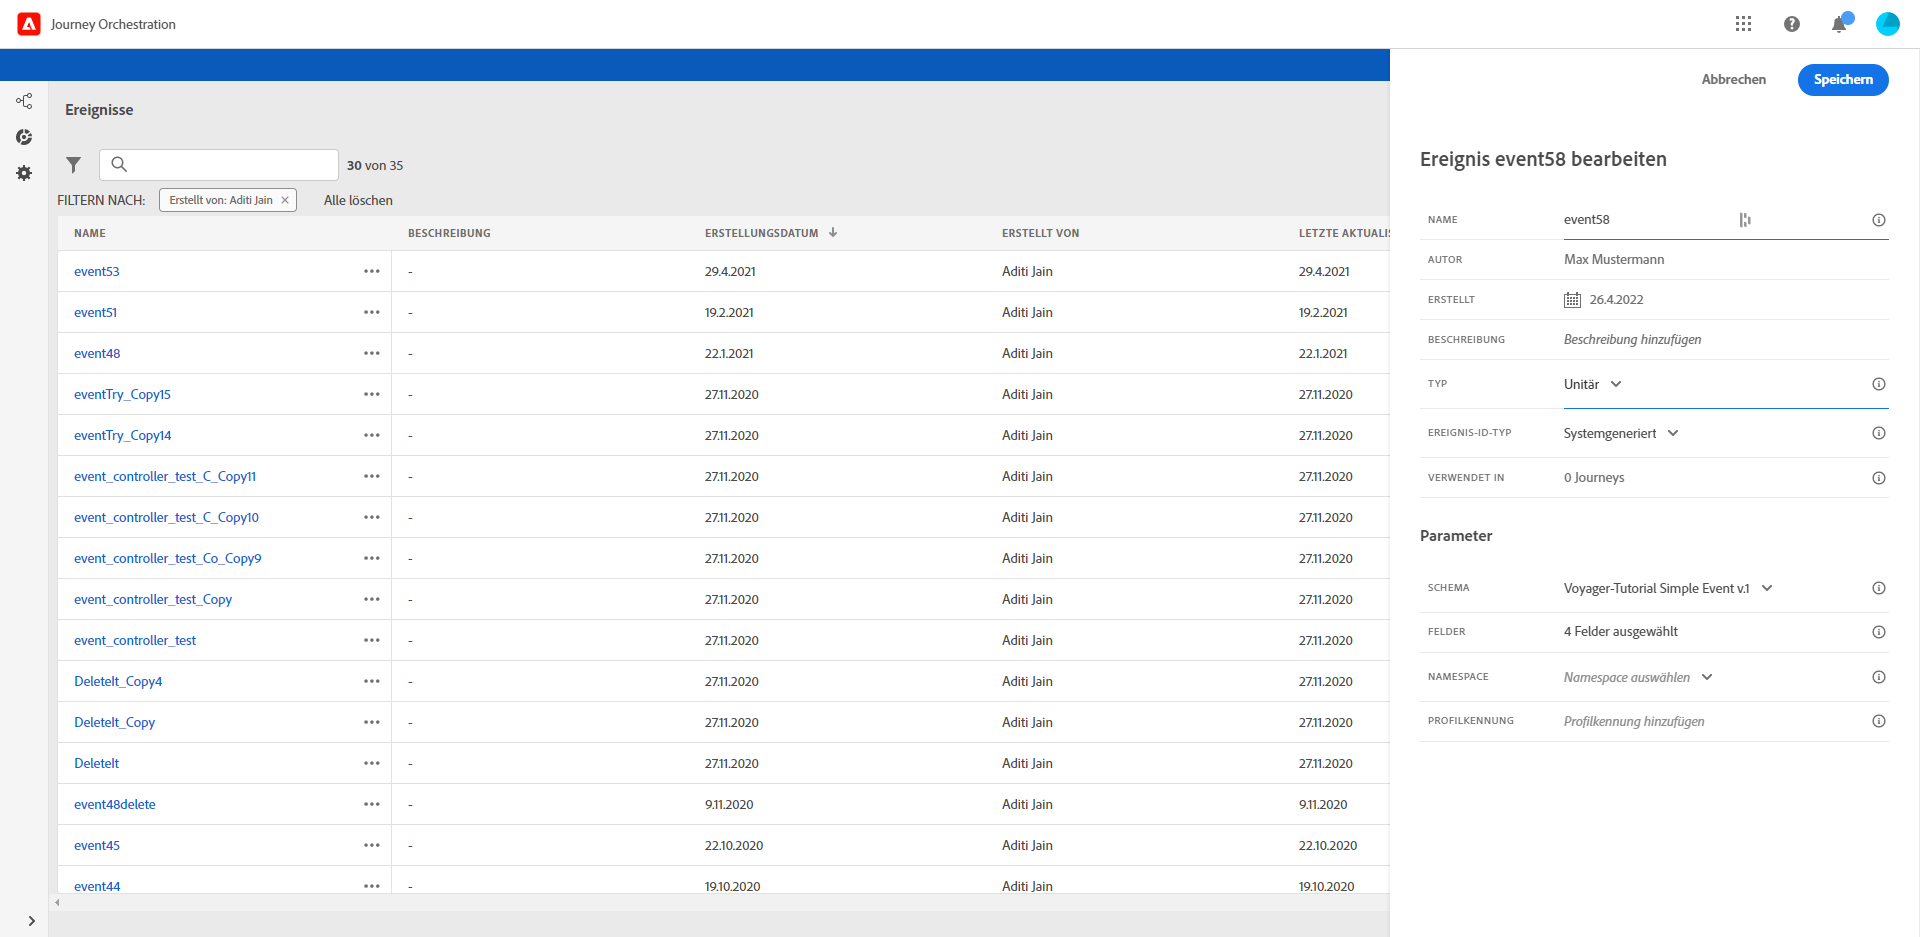 Journey Orchestration
Abbrechen
Speichern
Ereignisse
30 von 35
FILTERN NACH:
Erstellt von: Aditi Jain
Alle löschen
NAME BESCHREIBUNG ERSTELLUNGSDATUM ERSTELLT VON LETZTE AKTUALIS
event53 - 29.4.2021 Aditi Jain 29.4.2021
event51 - 19.2.2021 Aditi Jain 19.2.2021
event48 - 22.1.2021 Aditi Jain 22.1.2021
eventTry_Copy15 - 27.11.2020 Aditi Jain 27.11.2020
eventTry_Copy14 - 27.11.2020 Aditi Jain 27.11.2020
event_controller_test_C_Copy11 - 27.11.2020 Aditi Jain 27.11.2020
event_controller_test_C_Copy10 - 27.11.2020 Aditi Jain 27.11.2020
event_controller_test_Co_Copy9 - 27.11.2020 Aditi Jain 27.11.2020
event_controller_test_Copy - 27.11.2020 Aditi Jain 27.11.2020
event_controller_test - 27.11.2020 Aditi Jain 27.11.2020
DeleteIt_Copy4 - 27.11.2020 Aditi Jain 27.11.2020
DeleteIt_Copy - 27.11.2020 Aditi Jain 27.11.2020
DeleteIt - 27.11.2020 Aditi Jain 27.11.2020
event48delete - 9.11.2020 Aditi Jain 9.11.2020
event45 - 22.10.2020 Aditi Jain 22.10.2020
event44 - 19.10.2020 Aditi Jain 19.10.2020
Ereignis event58 bearbeiten
NAME event58
AUTOR Max Mustermann
ERSTELLT 26.4.2022
BESCHREIBUNG Beschreibung hinzufügen
TYP Unitär
EREIGNIS-ID-TYP Systemgeneriert
VERWENDET IN 0 Journeys
Parameter
SCHEMA Voyager-Tutorial Simple Event v.1
FELDER 4 Felder ausgewählt
NAMESPACE Namespace auswählen
PROFILKENNUNG Profilkennung hinzufügen